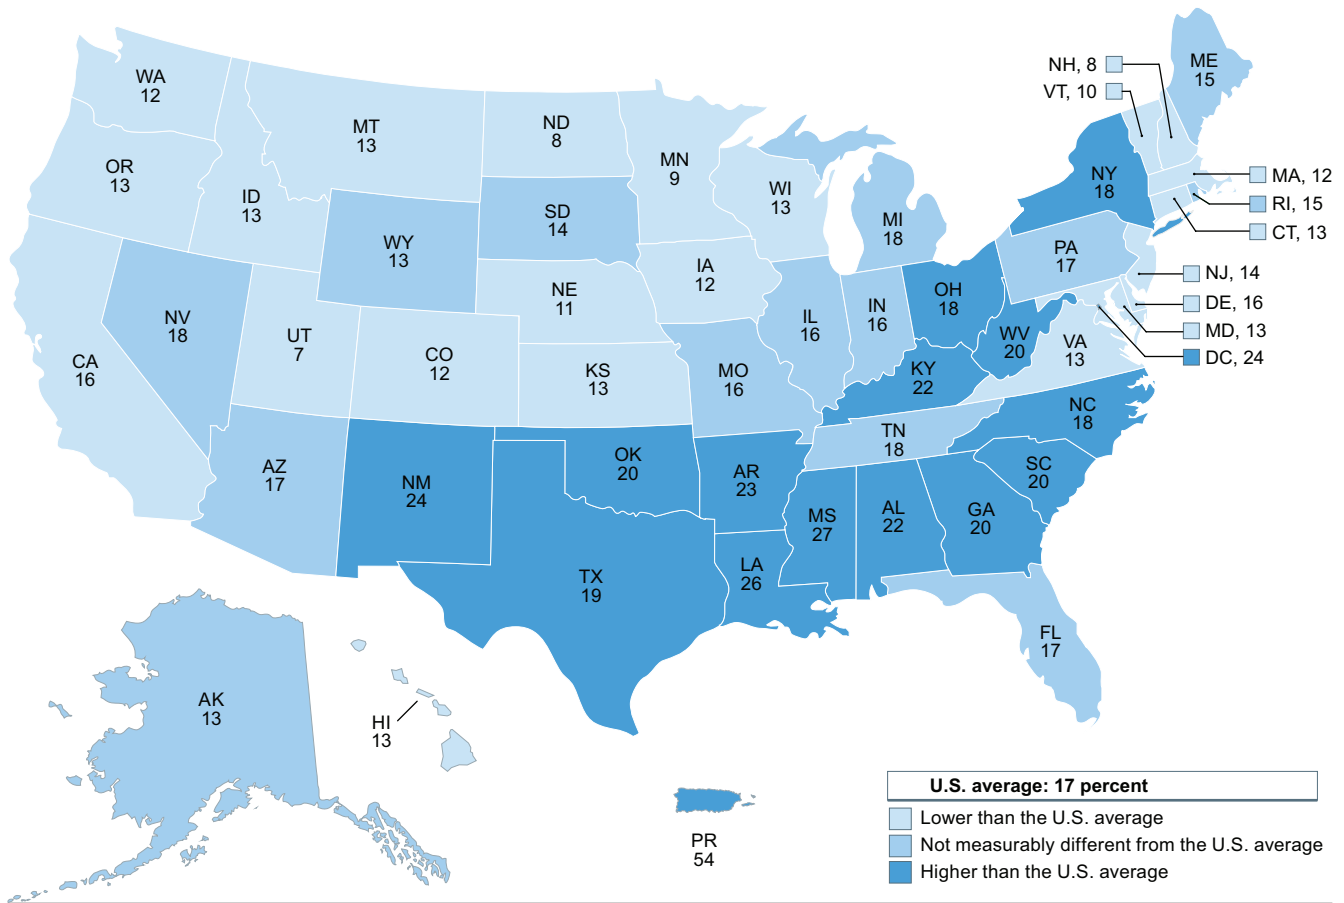 WA
12
OR
13
CA
16
NV
18
ID
13
MT
13
WY
13
UT
7
CO
12
AZ
17
NM
24
ND
8
SD
14
NE
11
KS
13
OK
20
TX
19
MN
9
IA
12
MO
16
AR
23
LA
26
WI
13
IL
16
MI
18
IN
16
OH
18
KY
22
TN
18
MS
27
AL
22
GA
20
FL
17
SC
20
NC
18
VA
13
WV
20
PA
17
NY
18
ME
15
NH, 8
VT, 10
MA, 12
RI, 15
CT, 13
NJ, 14
DE, 16
MD, 13
DC, 24
AK
13
HI
13
PR
54
U.S. average: 17 percent
Lower than the U.S. average
Not measurably different from the U.S. average
Higher than the U.S. average